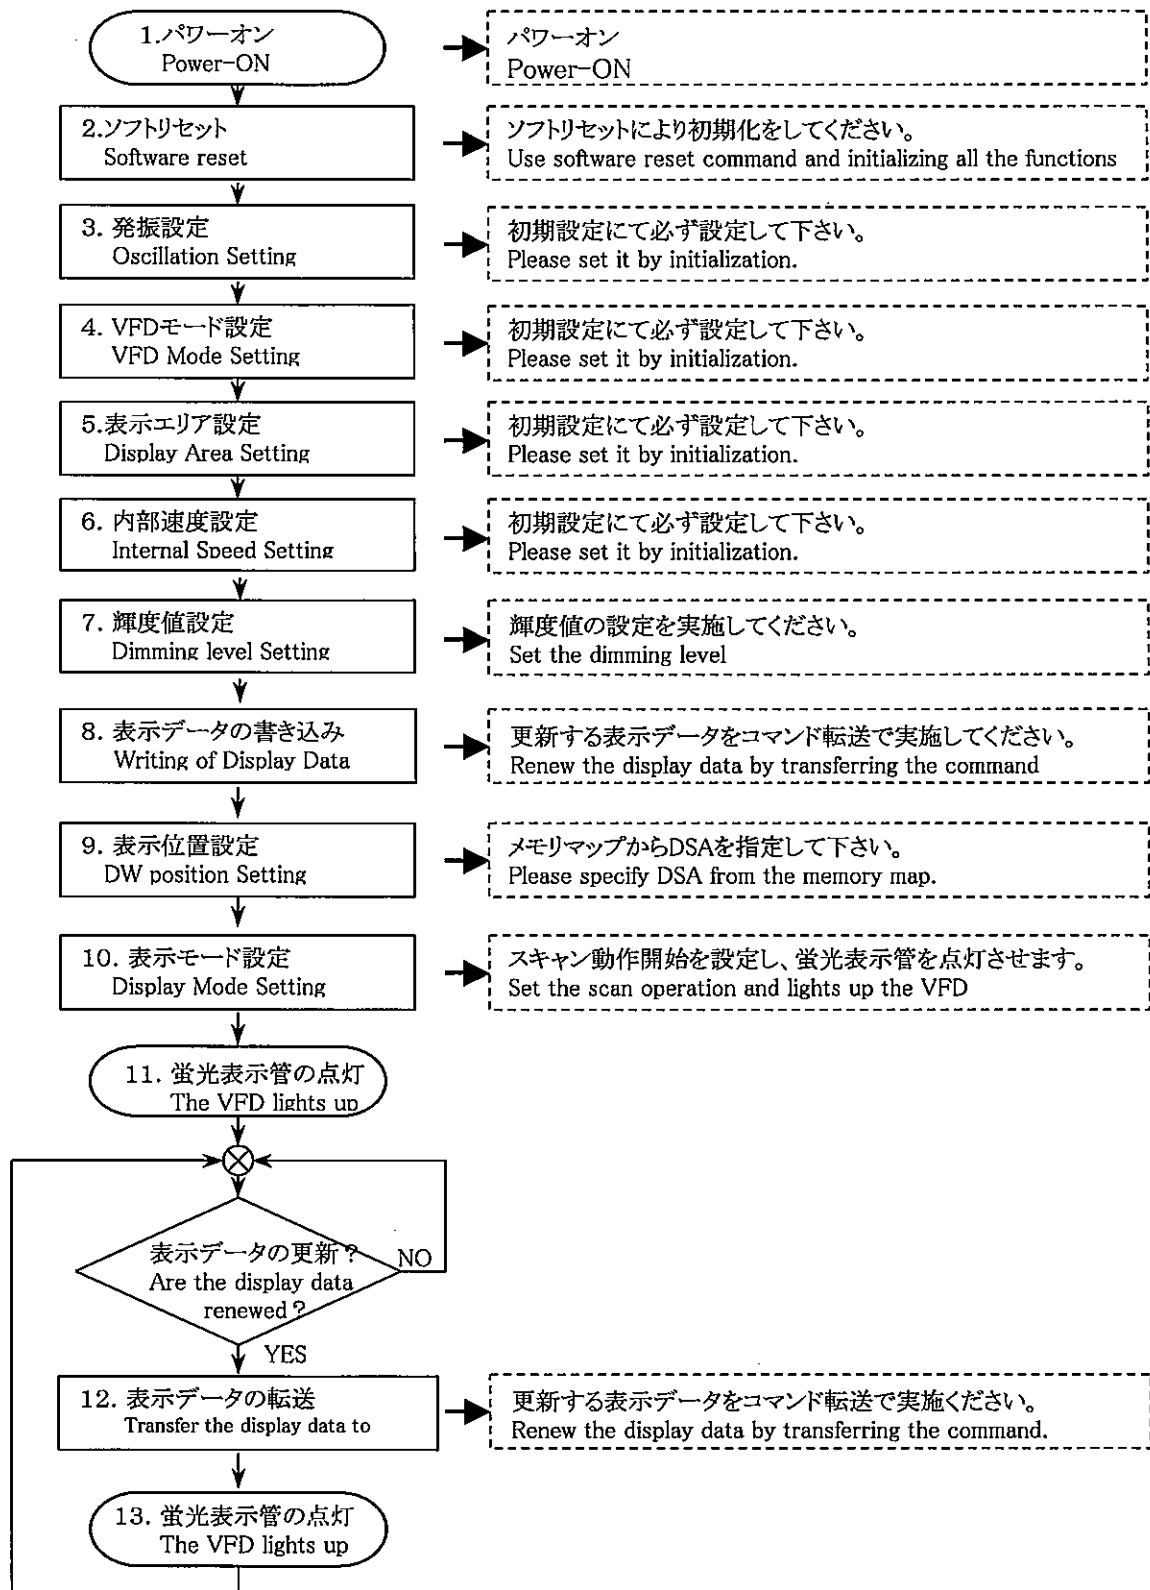 1.パワーオン
Power-ON
パワーオン
Power-ON
2.ソフトリセット
Software reset
ソフトリセットにより初期化をしてください。
Use software reset command and initializing all the functions
3. 発振設定
Oscillation Setting
初期設定にて必ず設定して下さい。
Please set it by initialization.
4. VFDモード設定
VFD Mode Setting
初期設定にて必ず設定して下さい。
Please set it by initialization.
5.表示エリア設定
Display Area Setting
初期設定にて必ず設定して下さい。
Please set it by initialization.
6. 内部速度設定
Internal Speed Setting
初期設定にて必ず設定して下さい。
Please set it by initialization.
7. 輝度値設定
Dimming level Setting
輝度値の設定を実施してください。
Set the dimming level
8. 表示データの書き込み
Writing of Display Data
更新する表示データをコマンド転送で実施してください。
Renew the display data by transferring the command
9. 表示位置設定
DW position Setting
メモリマップからDSAを指定して下さい。
Please specify DSA from the memory map.
10. 表示モード設定
Display Mode Setting
スキャン動作開始を設定し、蛍光表示管を点灯させます。
Set the scan operation and lights up the VFD
11. 蛍光表示管の点灯
The VFD lights up
表示データの更新？
Are the display data
renewed？
NO
YES
12. 表示データの転送
Transfer the display data to
更新する表示データをコマンド転送で実施ください。
Renew the display data by transferring the command.
13. 蛍光表示管の点灯
The VFD lights up